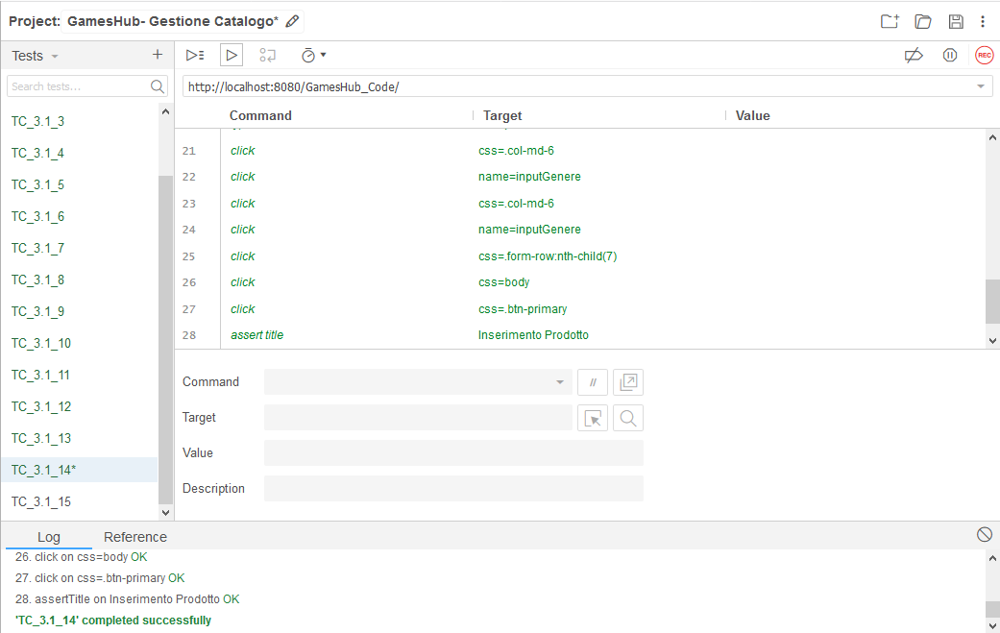 Project: GamesHub- Gestione Catalogo*
Tests
REC
Search tests...
http://localhost:8080/GamesHub_Code/
Command Target Value
TC_3.1_3
TC_3.1_4
TC_3.1_5
TC_3.1_6
TC_3.1_7
TC_3.1_8
TC_3.1_9
TC_3.1_10
TC_3.1_11
TC_3.1_12
TC_3.1_13
TC_3.1_14*
TC_3.1_15
21 click css=.col-md-6
22 click name=inputGenere
23 click css=.col-md-6
24 click name=inputGenere
25 click css=.form-row:nth-child(7)
26 click css=body
27 click css=.btn-primary
28 assert title Inserimento Prodotto
Command //
Target
Value
Description
Log Reference
26. click on css=body OK
27. click on css=.btn-primary OK
28. assertTitle on Inserimento Prodotto OK
'TC_3.1_14' completed successfully